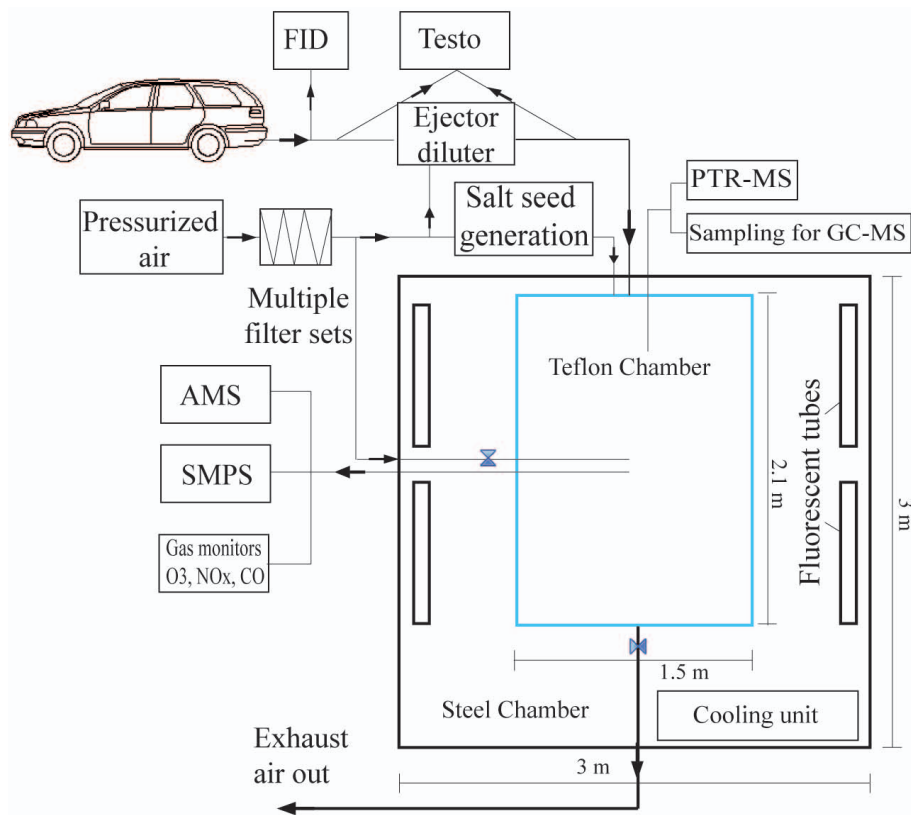 FID
Testo
Ejector
diluter
PTR-MS
Sampling for GC-MS
Pressurized
air
Salt seed
generation
Multiple
filter sets
Teflon Chamber
AMS
SMPS
Gas monitors
O3, NOx, CO
Fluorescent tubes
2.1 m
3 m
1.5 m
Steel Chamber
Cooling unit
Exhaust
air out
3 m